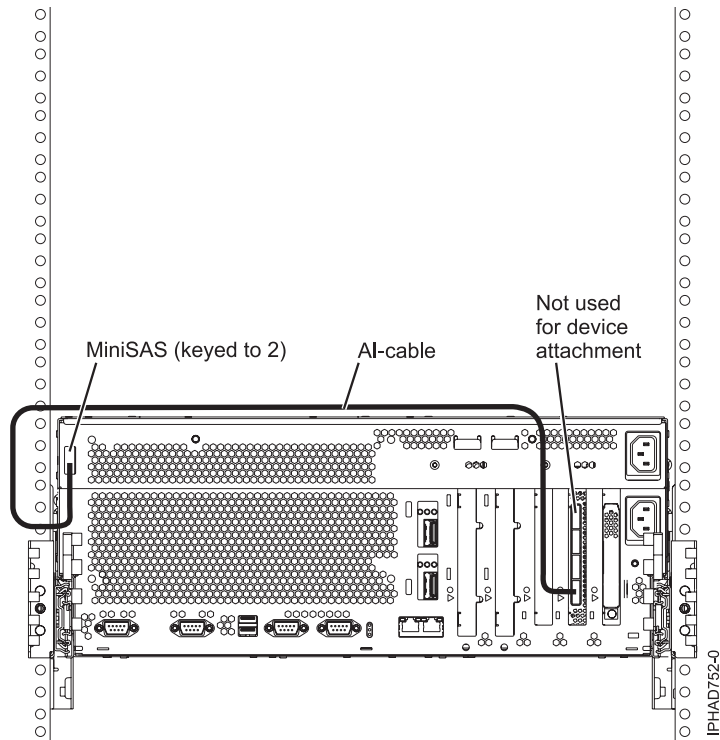 Not used
for device
attachment
MiniSAS (keyed to 2)
AI-cable
IPHAD752-0